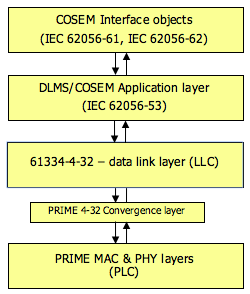 COSEM Interface objects
(IEC 62056-61, IEC 62056-62)
DLMS/COSEM Application layer
(IEC 62056-53)
61334-4-32 – data link layer (LLC)
PRIME 4-32 Convergence layer
PRIME MAC & PHY layers
(PLC)